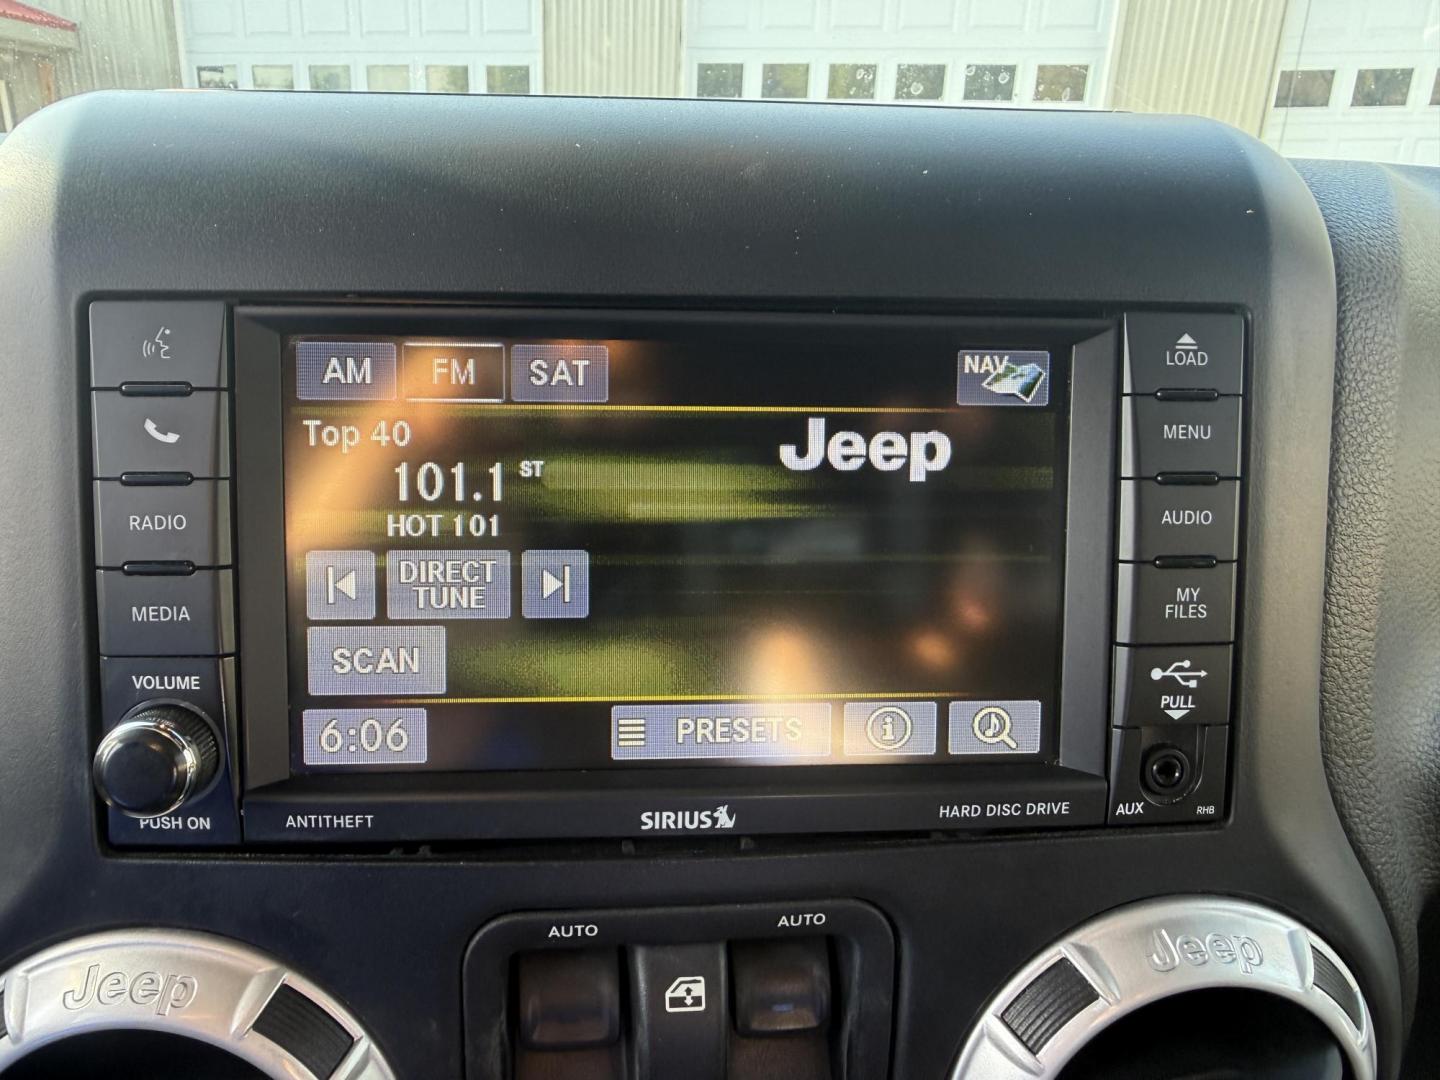 AM FM SAT NAV
Top 40
101.1 ST
HOT 101
Jeep
DIRECT
TUNE
SCAN
6:06 PRESETS
RADIO
MEDIA
VOLUME
PUSH ON
LOAD
MENU
AUDIO
MY
FILES
PULL
AUX RHB
ANTITHEFT SIRIUS HARD DISC DRIVE
AUTO AUTO
Jeep Jeep